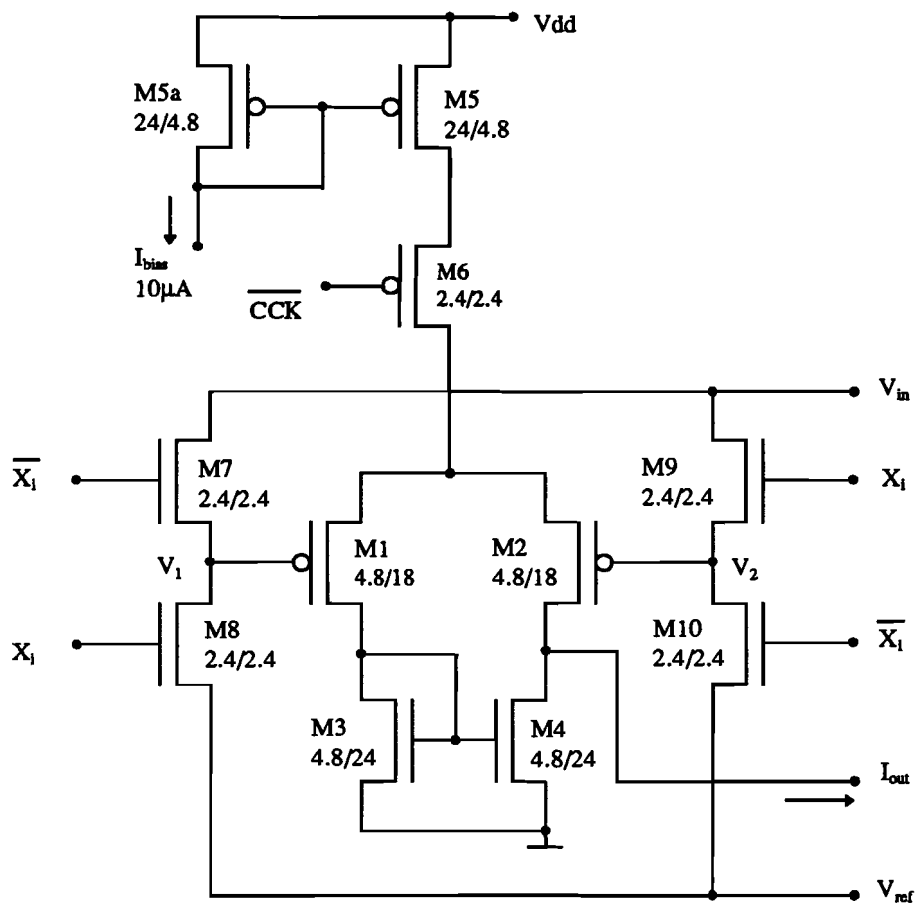 Vdd
M5a
24/4.8
M5
24/4.8
I_bias
10μA
C̅C̅K̅
M6
2.4/2.4
V_in
X̅_i
M7
2.4/2.4
M9
2.4/2.4
X_i
V_1
M1
4.8/18
M2
4.8/18
V_2
X_i
M8
2.4/2.4
M10
2.4/2.4
X̅_i
M3
4.8/24
M4
4.8/24
I_out
V_ref